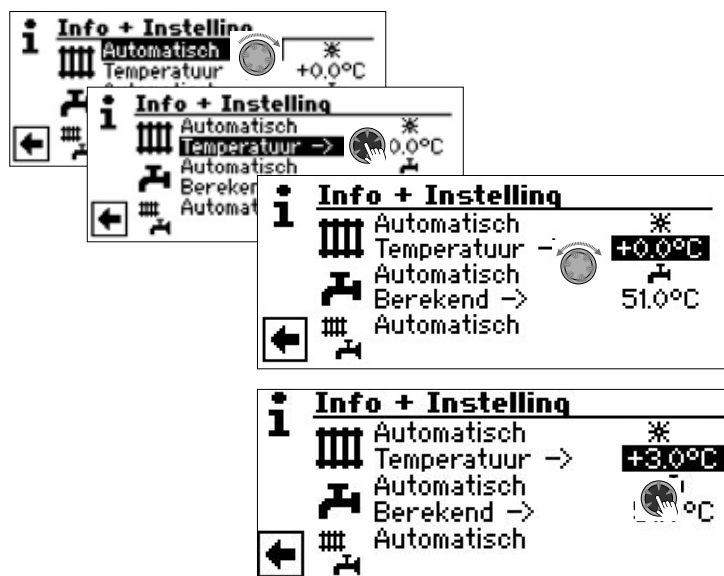 Info + Instelling
Automatisch
Temperatuur +0.0°C
Info + Instelling
Automatisch
Temperatuur -> 0.0°C
Automatisch
Info + Instelling
Automatisch
Temperatuur - +0.0°C
Automatisch
Berekend -> 51.0°C
Automatisch
Info + Instelling
Automatisch
Temperatuur -> +3.0°C
Automatisch
Berekend -> °C
Automatisch